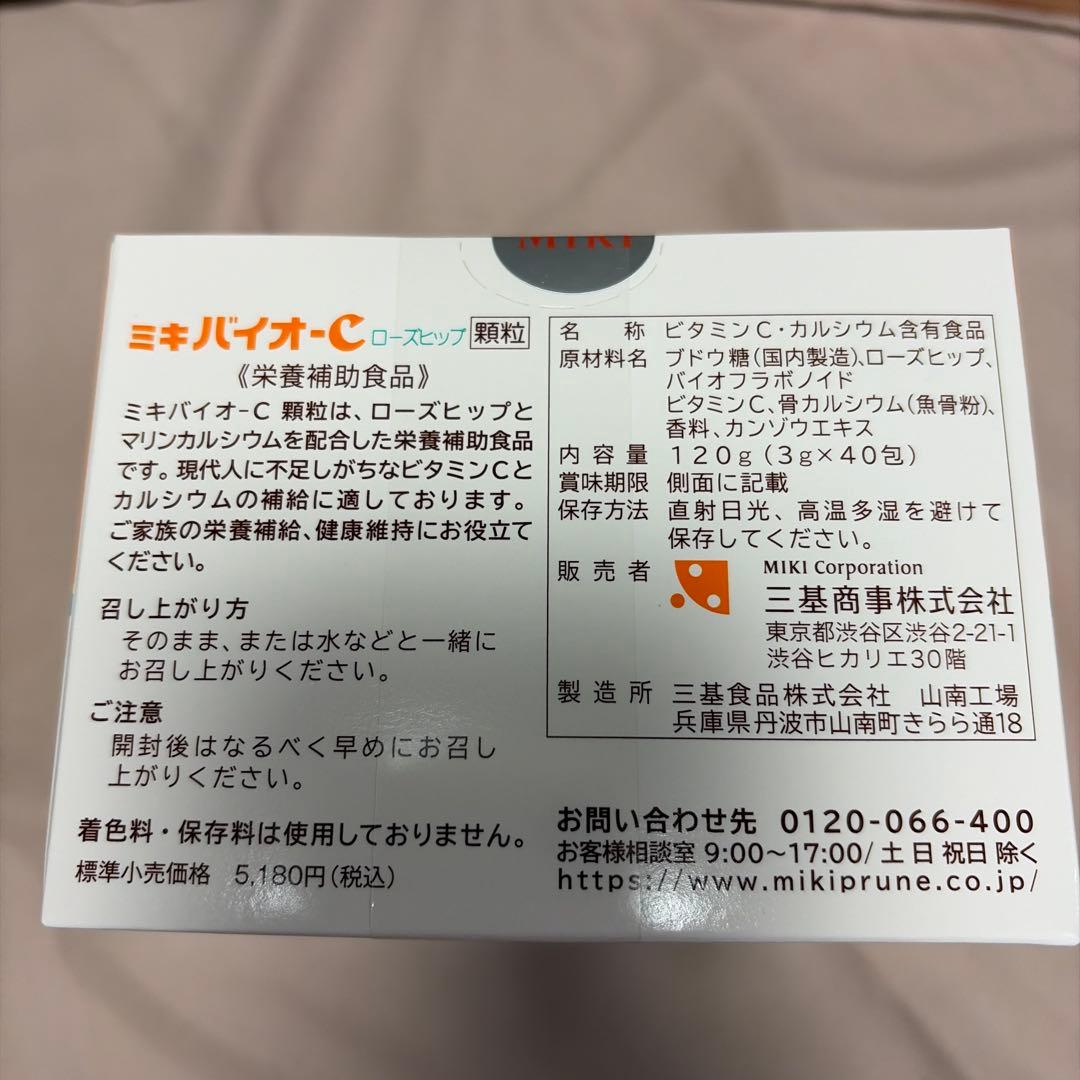 MIKI
ミキ バイオ-C ローズヒップ 顆粒
《栄養補助食品》
ミキバイオ-C 顆粒は、ローズヒップと
マリンカルシウムを配合した栄養補助食品
です。現代人に不足しがちなビタミンCと
カルシウムの補給に適しております。
ご家族の栄養補給、健康維持にお役立て
ください。
召し上がり方
そのまま、または水などと一緒に
お召し上がりください。
ご注意
開封後はなるべく早めにお召し
上がりください。
着色料・保存料は使用しておりません。
標準小売価格 5,180円(税込)
名称 ビタミンC・カルシウム含有食品
原材料名 ブドウ糖(国内製造)、ローズヒップ、
バイオフラボノイド
ビタミンC、骨カルシウム(魚骨粉)、
香料、カンゾウエキス
内容量 120g(3g×40包)
賞味期限 側面に記載
保存方法 直射日光、高温多湿を避けて
保存してください。
販売者 MIKI Corporation
三基商事株式会社
東京都渋谷区渋谷2-21-1
渋谷ヒカリエ30階
製造所 三基食品株式会社 山南工場
兵庫県丹波市山南町きらら通18
お問い合わせ先 0120-066-400
お客様相談室 9:00～17:00/土日祝日除く
https://www.mikiprune.co.jp/